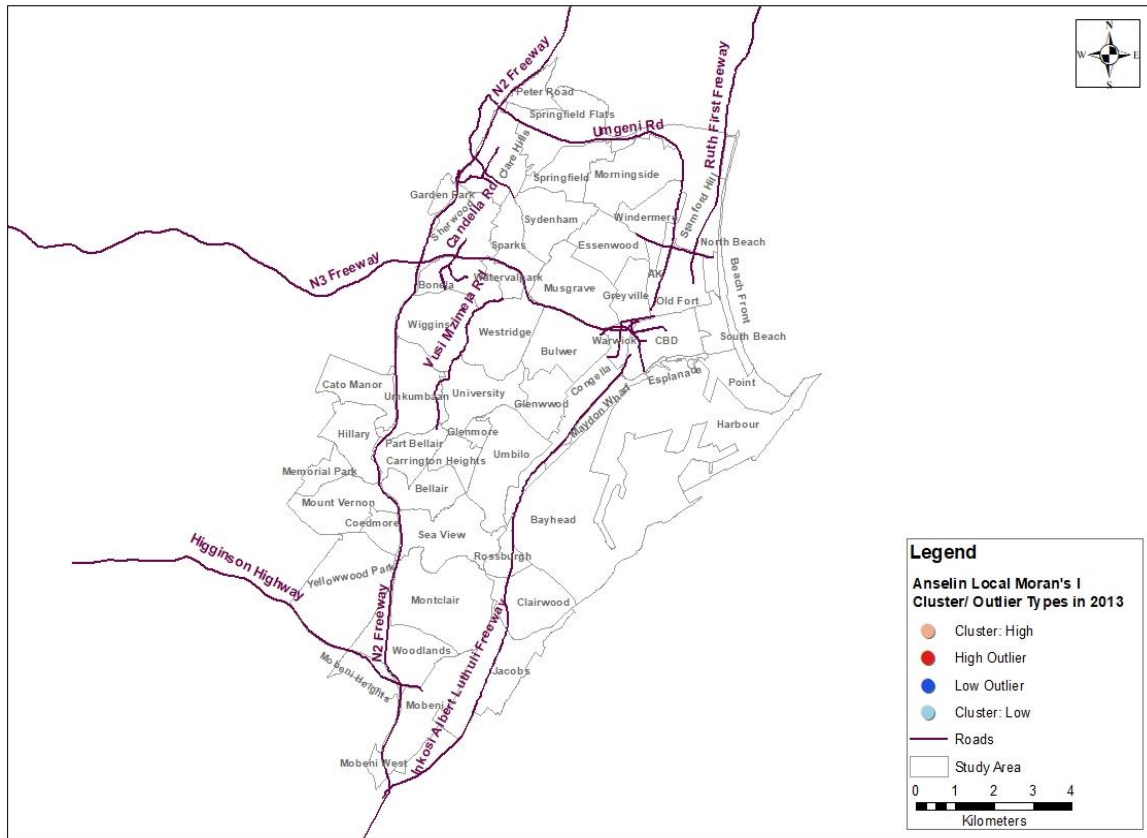 N
W E
S
N2 Freeway
Peter Road
Springfield Flats
Umgeni Rd
Ruth First Freeway
Clare Hills
Springfield
Morningside
Garden Park
Sherwood
Candella Rd
Sydenham
Windermere
Stamford Hill
Sparks
Essenwood
North Beach
N3 Freeway
Bonela
Watervalpark
Musgrave
Greyville
AK
Old Fort
Beach Front
Wiggins
Vusi Mzimela Rd
Westridge
Bulwer
Warwick
CBD
South Beach
Congella
Esplanade
Point
Cato Manor
Umkumbaan
University
Glenwwod
Maydon Wharf
Harbour
Hillary
Part Bellair
Glenmore
Carrington Heights
Umbilo
Memorial Park
Bellair
Mount Vernon
Coedmore
Sea View
Bayhead
Rossburgh
Higginson Highway
Yellowwood Park
Montclair
Clairwood
N2 Freeway
Woodlands
Inkosi Albert Luthuli Freeway
Jacobs
Mobeni Heights
Mobeni
Mobeni West
Legend
Anselin Local Moran's I
Cluster/ Outlier Types in 2013
Cluster: High
High Outlier
Low Outlier
Cluster: Low
Roads
Study Area
0 1 2 3 4
Kilometers